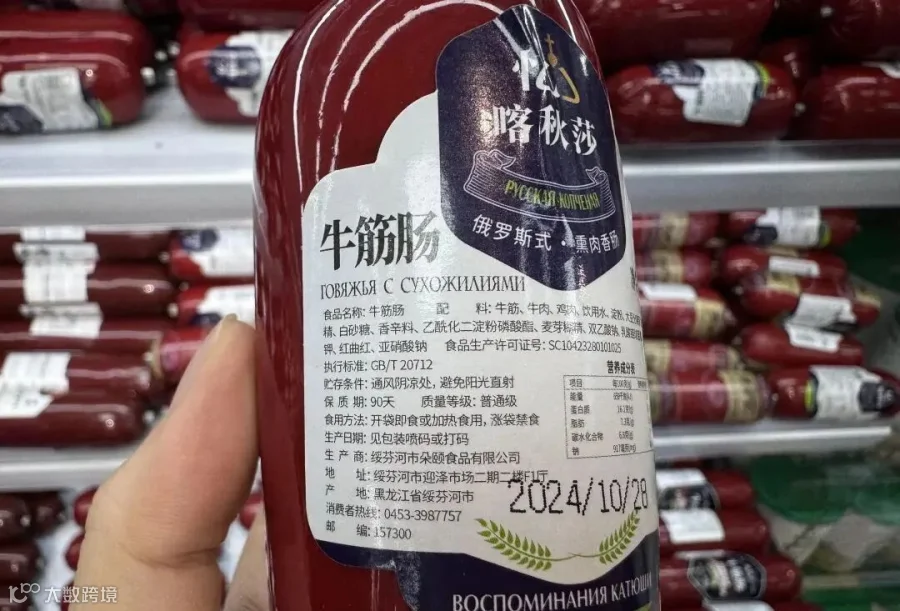 忆
喀秋莎
РУССКАЯ КОПЧЕНАЯ
俄罗斯式·熏肉香肠
牛筋肠
ГОВЯЖЬЯ С СУХОЖИЛИЯМИ
食品名称: 牛筋肠 配 料: 牛筋、牛肉、鸡肉、饮用水、淀粉、大豆分
精、白砂糖、香辛料、乙酰化二淀粉磷酸酯、麦芽糊精、双乙酸钠、乳酸
钾、红曲红、亚硝酸钠 食品生产许可证号: SC10423280101025
执行标准: GB/T 20712
贮存条件: 通风阴凉处, 避免阳光直射
保 质 期: 90天 质量等级: 普通级
食用方法: 开袋即食或加热食用, 涨袋禁食
生产日期: 见包装喷码或打码
生 产 商: 绥芬河市朵颐食品有限公司
地 址: 绥芬河市迎泽市场二期二楼F1厅
产 地: 黑龙江省绥芬河市
消费者热线: 0453-3987757
邮 编: 157300
营养成分表
项目
能量
蛋白质
脂肪
碳水化合物
钠
2024/10/28
ВОСПОМИНАНИЯ КАТЮШИ
大数跨境